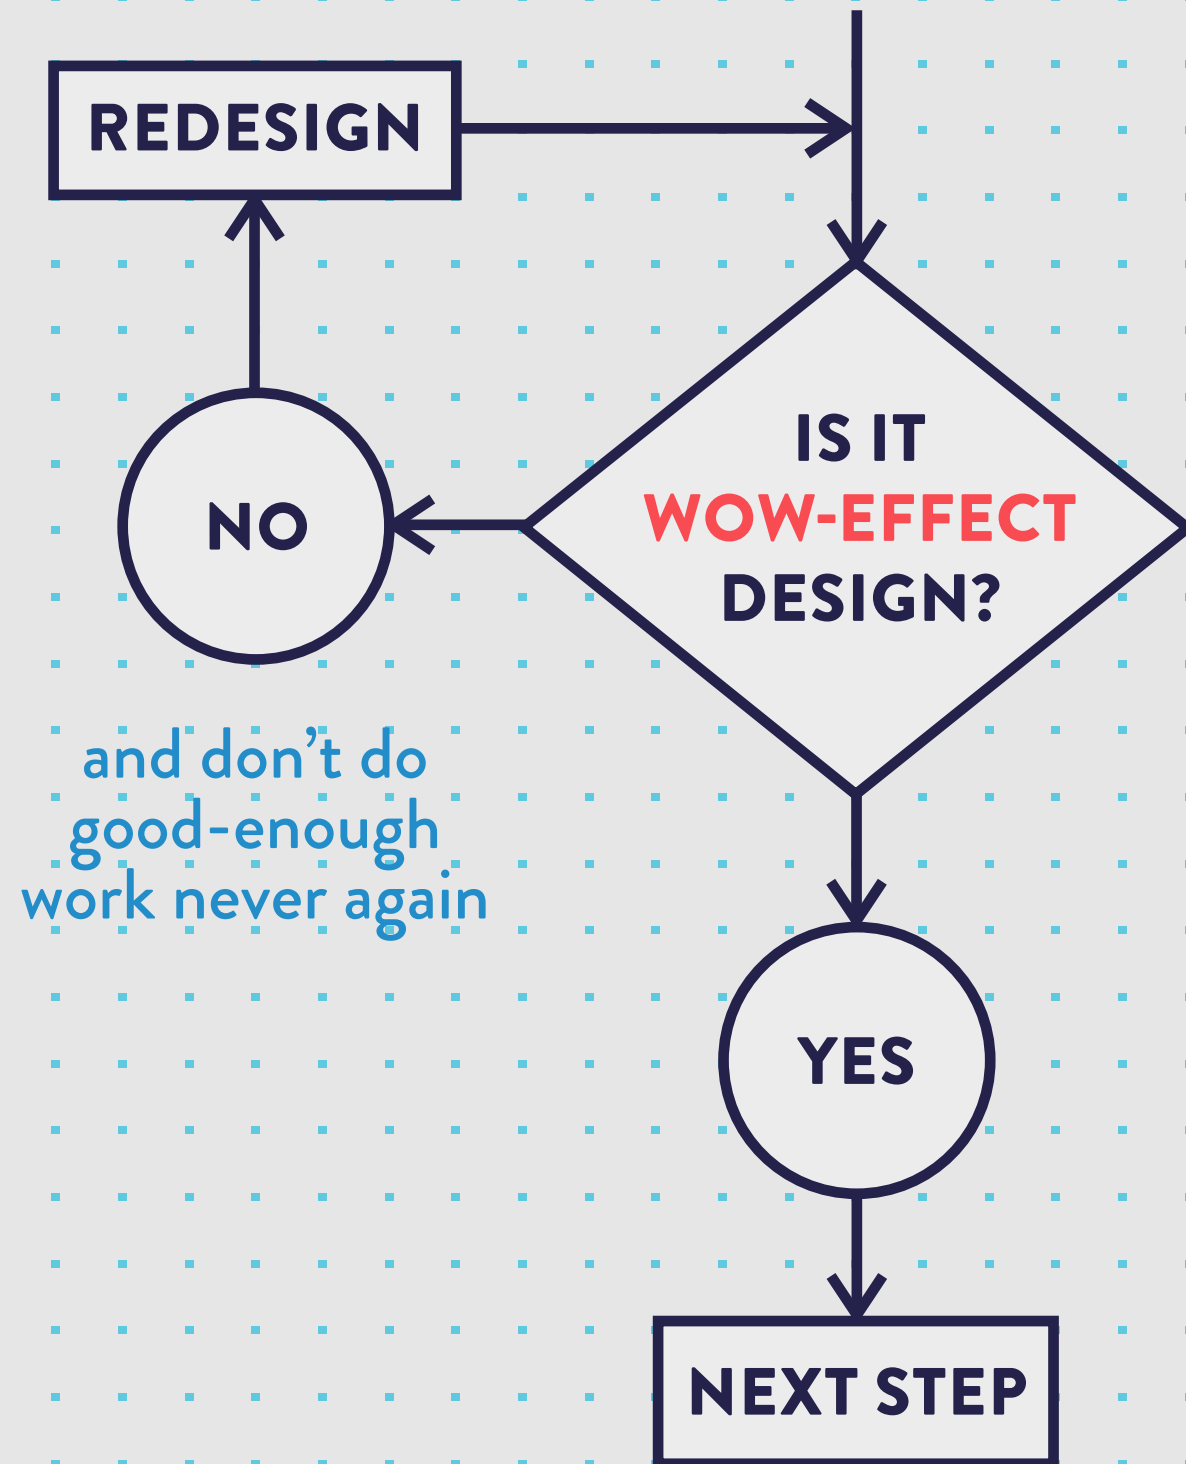 REDESIGN
IS IT
WOW-EFFECT
DESIGN?
NO
and don’t do
good-enough
work never again
YES
NEXT STEP